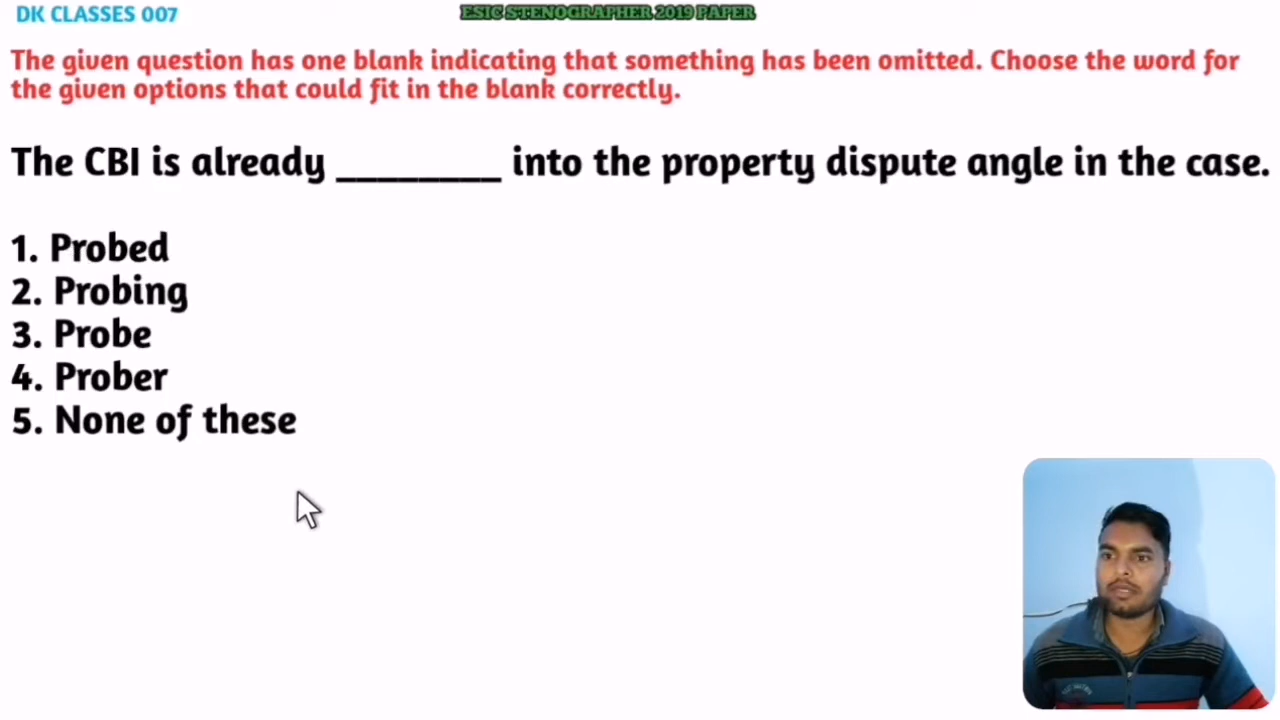 DK CLASSES 007
ESIC STENOGRAPHER 2019 PAPER
The given question has one blank indicating that something has been omitted. Choose the word for
the given options that could fit in the blank correctly.
The CBI is already ________ into the property dispute angle in the case.
1. Probed
2. Probing
3. Probe
4. Prober
5. None of these